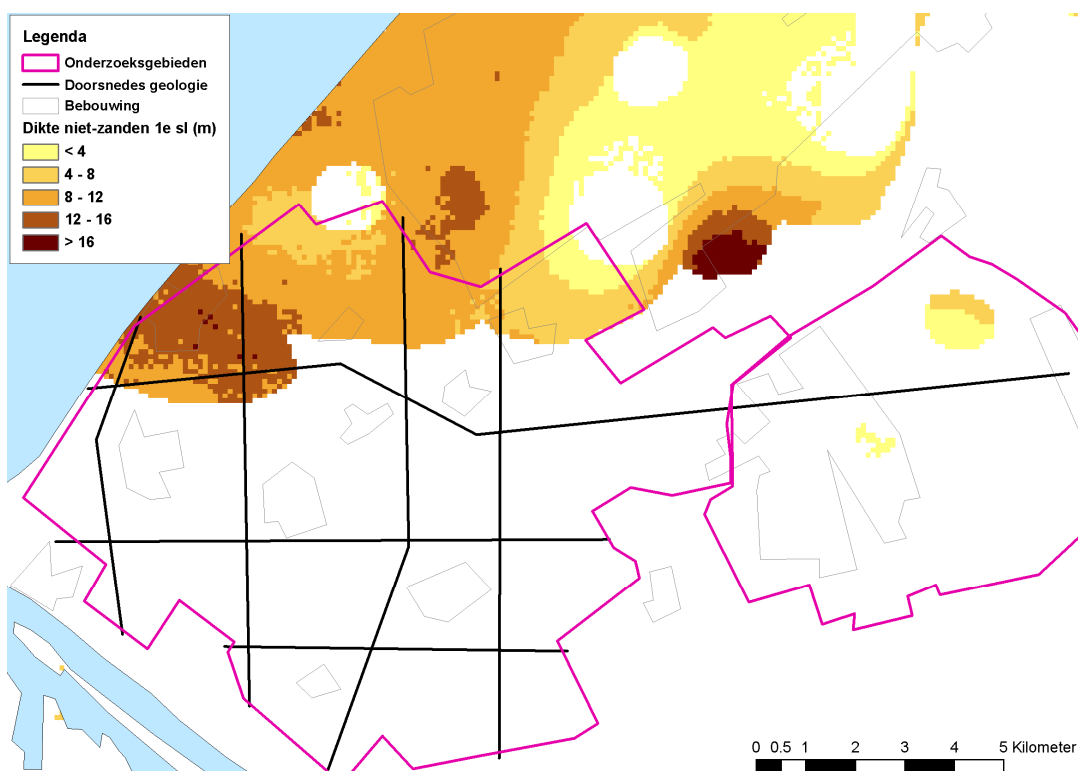 Legenda
Onderzoeksgebieden
Doorsnedes geologie
Bebouwing
Dikte niet-zanden 1e sl (m)
< 4
4 - 8
8 - 12
12 - 16
> 16
0 0.5 1 2 3 4 5 Kilometer